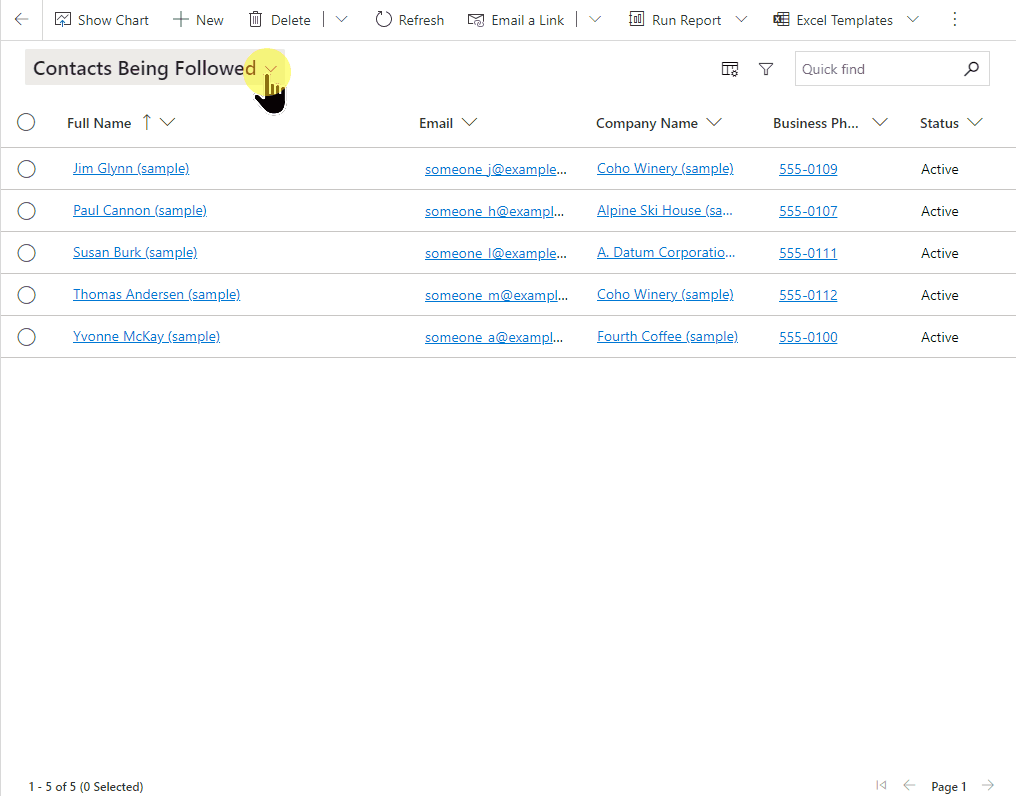 Show Chart New Delete Refresh Email a Link Run Report Excel Templates
Contacts Being Followed Quick find
Full Name Email Company Name Business Ph... Status
Jim Glynn (sample) someone_j@example... Coho Winery (sample) 555-0109 Active
Paul Cannon (sample) someone_h@exampl... Alpine Ski House (sa... 555-0107 Active
Susan Burk (sample) someone_l@example... A. Datum Corporatio... 555-0111 Active
Thomas Andersen (sample) someone_m@exampl... Coho Winery (sample) 555-0112 Active
Yvonne McKay (sample) someone_a@exampl... Fourth Coffee (sample) 555-0100 Active
1 - 5 of 5 (0 Selected) Page 1